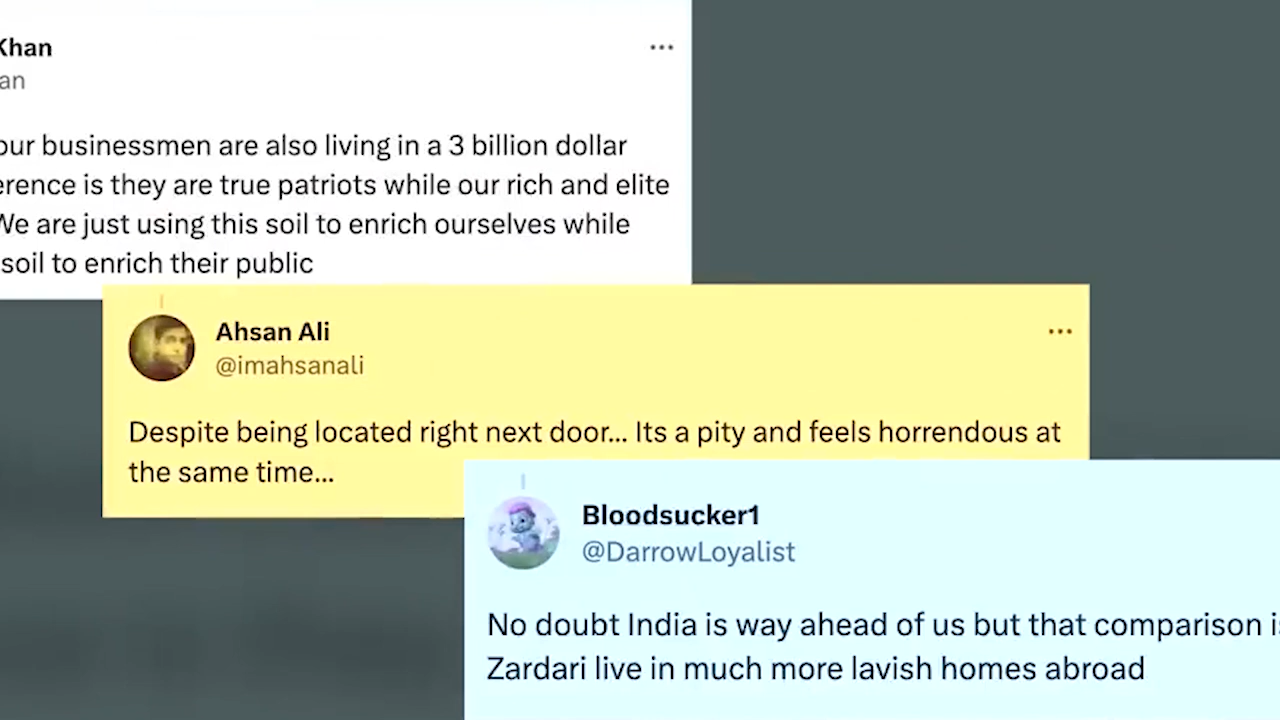 Khan
an
our businessmen are also living in a 3 billion dollar
erence is they are true patriots while our rich and elite
We are just using this soil to enrich ourselves while
soil to enrich their public
Ahsan Ali
@imahsanali
Despite being located right next door... Its a pity and feels horrendous at
the same time...
Bloodsucker1
@DarrowLoyalist
No doubt India is way ahead of us but that comparison is
Zardari live in much more lavish homes abroad